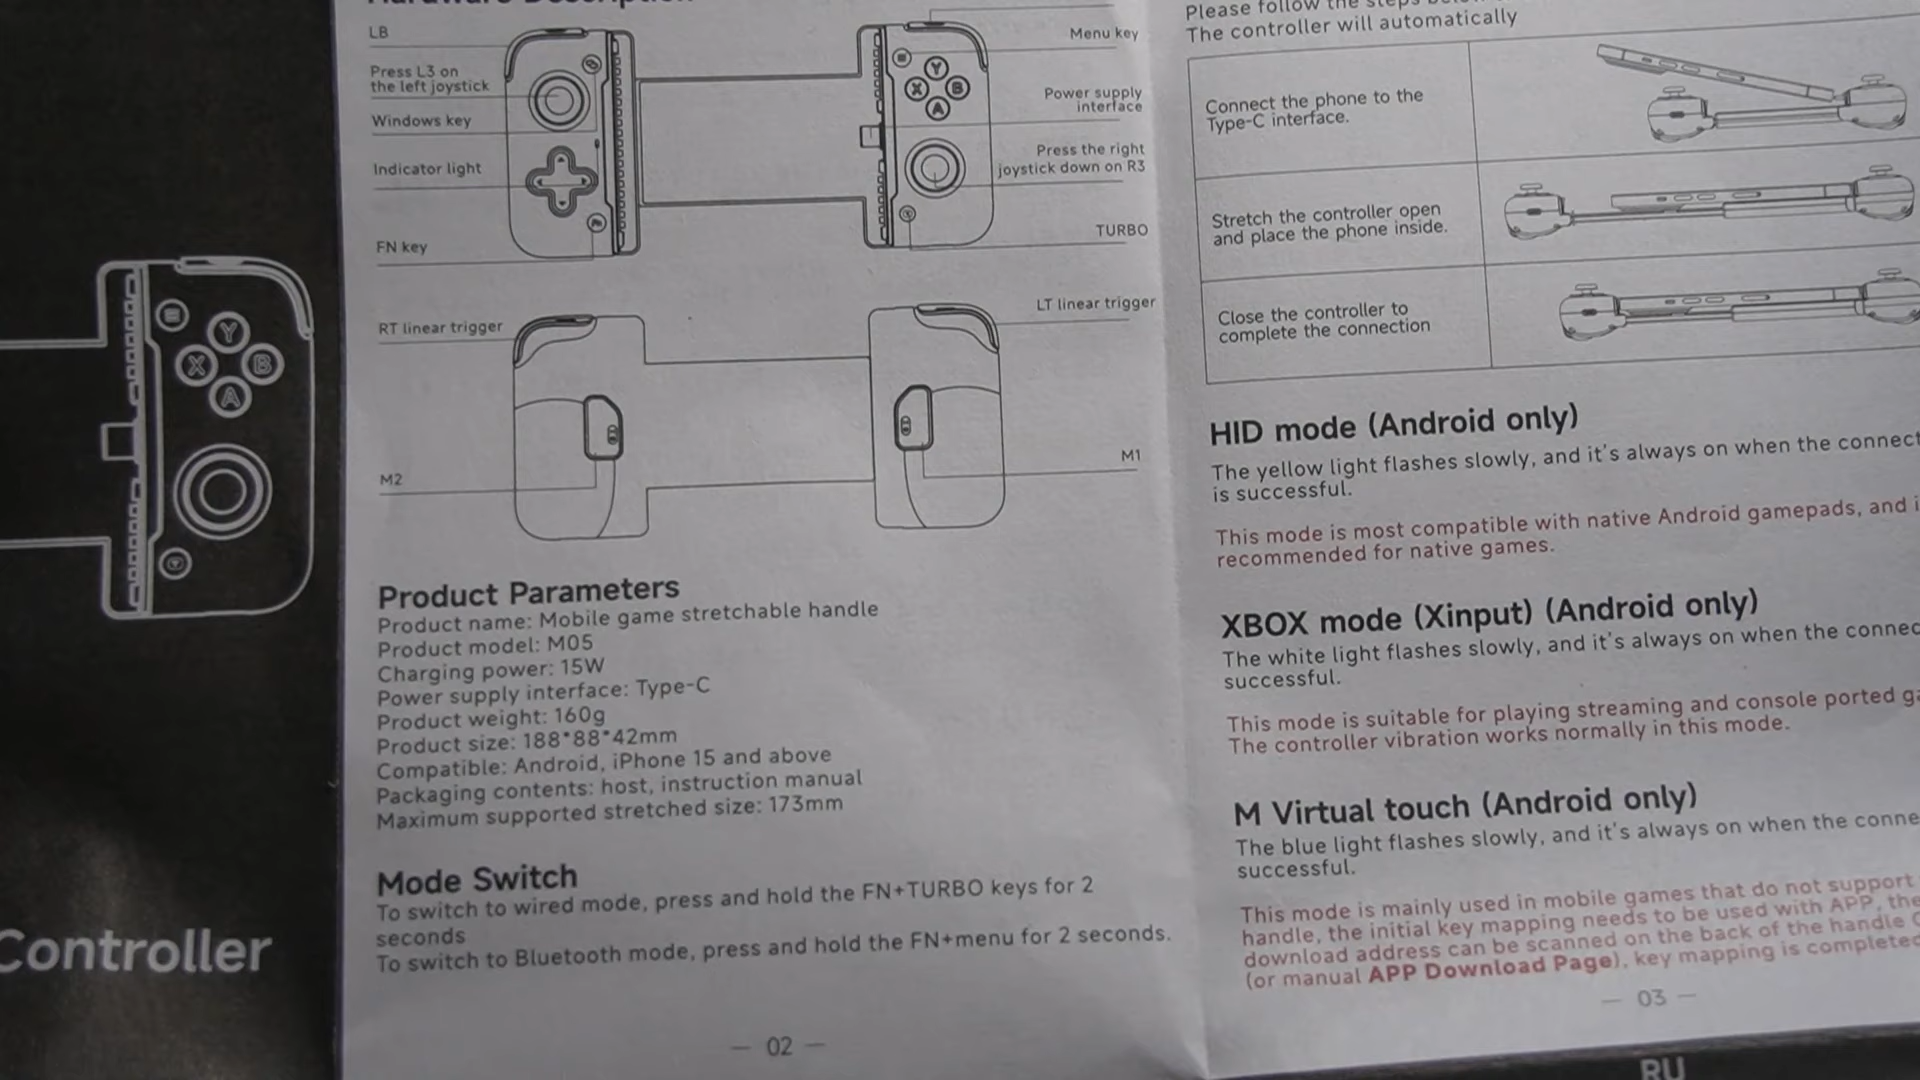 Hardware Description
LB
Press L3 on
the left joystick
Windows key
Indicator light
FN key
Menu key
Power supply
interface
Press the right
joystick down on R3
TURBO
Y
X
B
A
RT linear trigger
LT linear trigger
M2
M1
Product Parameters
Product name: Mobile game stretchable handle
Product model: M05
Charging power: 15W
Power supply interface: Type-C
Product weight: 160g
Product size: 188*88*42mm
Compatible: Android, iPhone 15 and above
Packaging contents: host, instruction manual
Maximum supported stretched size: 173mm
Mode Switch
To switch to wired mode, press and hold the FN+TURBO keys for 2
seconds
To switch to Bluetooth mode, press and hold the FN+menu for 2 seconds.
— 02 —
Please follow the steps
The controller will automatically
Connect the phone to the
Type-C interface.
Stretch the controller open
and place the phone inside.
Close the controller to
complete the connection
HID mode (Android only)
The yellow light flashes slowly, and it's always on when the connect
is successful.
This mode is most compatible with native Android gamepads, and i
recommended for native games.
XBOX mode (Xinput) (Android only)
The white light flashes slowly, and it's always on when the connec
successful.
This mode is suitable for playing streaming and console ported ga
The controller vibration works normally in this mode.
M Virtual touch (Android only)
The blue light flashes slowly, and it's always on when the conne
successful.
This mode is mainly used in mobile games that do not support
handle, the initial key mapping needs to be used with APP, the
download address can be scanned on the back of the handle
(or manual APP Download Page), key mapping is completed
— 03 —
Y
X
B
A
Controller
RU